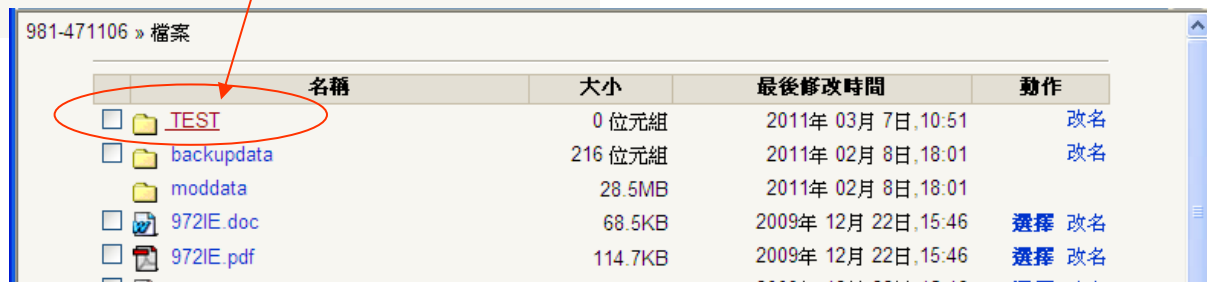 981-471106 » 檔案
名稱 大小 最後修改時間 動作
TEST 0 位元組 2011年 03月 7日,10:51 改名
backupdata 216 位元組 2011年 02月 8日,18:01 改名
moddata 28.5MB 2011年 02月 8日,18:01
972IE.doc 68.5KB 2009年 12月 22日,15:46 選擇 改名
972IE.pdf 114.7KB 2009年 12月 22日,15:46 選擇 改名